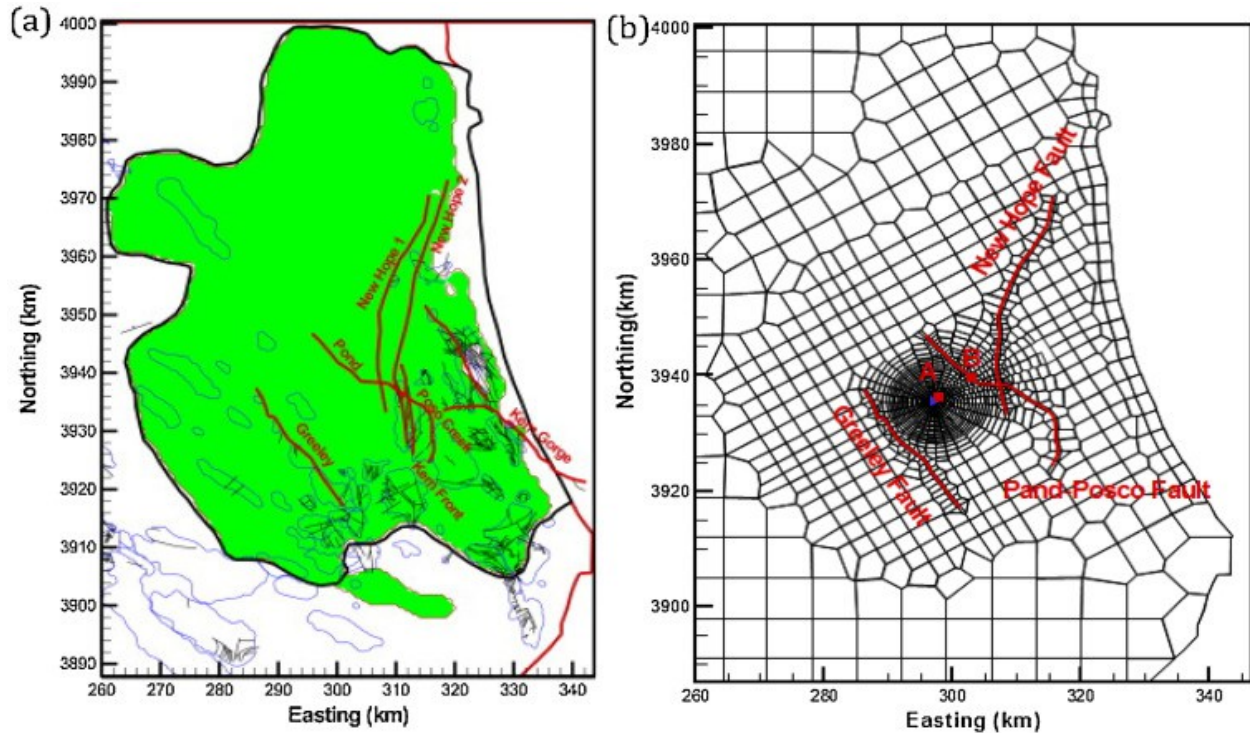 (a)
4000
3990
3980
3970
3960
3950
3940
3930
3920
3910
3900
3890
Northing (km)
260 270 280 290 300 310 320 330 340
Easting (km)
New Hope 2
New Hope 1
Pond
Poso Creek
Kern Gorge
Greeley
Kern Front
(b)
4000
3980
3960
3940
3920
3900
Northing(km)
260 280 300 320 340
Easting (km)
New Hope Fault
A
B
Greeley Fault
Pand-Posco Fault